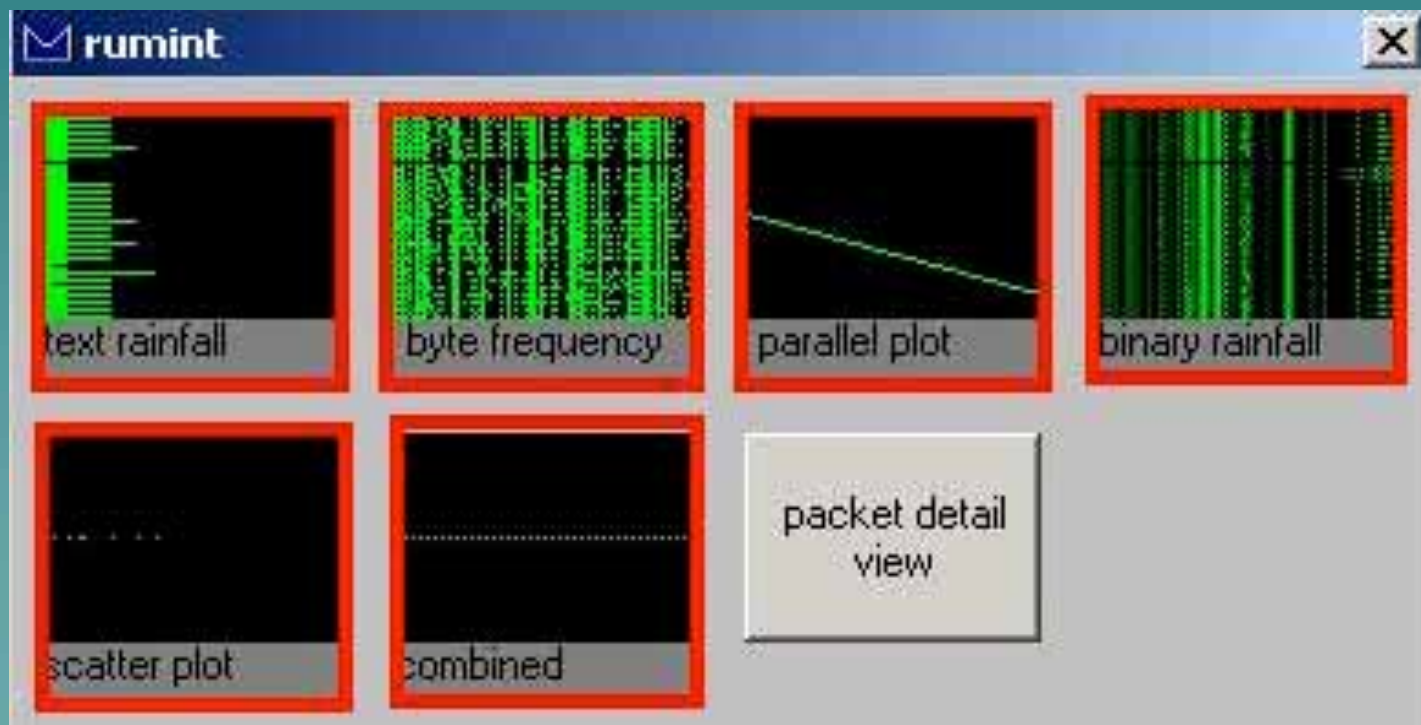 rumint
text rainfall
byte frequency
parallel plot
binary rainfall
scatter plot
combined
packet detail
view